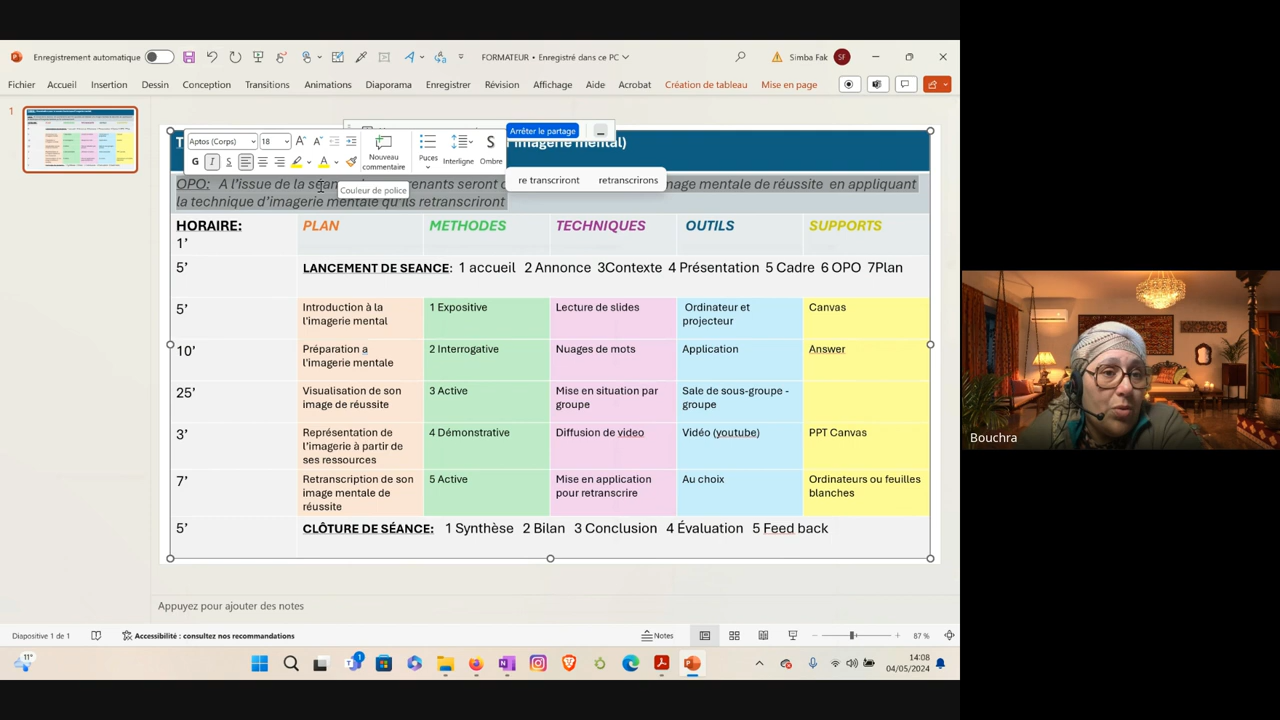 Enregistrement automatique
FORMATEUR • Enregistré dans ce PC
Simba Fak
SF
Fichier Accueil Insertion Dessin Conception Transitions Animations Diaporama Enregistrer Révision Affichage Aide Acrobat Création de tableau Mise en page
1
Arrêter le partage
Aptos (Corps) 18
G I S
Nouveau commentaire
Puces
Interligne
Ombre
Couleur de police
re transcriront retranscrirons
imagerie mental)
OPO: A l'issue de la nants seront mage mentale de réussite en appliquant
la technique d'imagerie mentale qu'ils retranscriront
HORAIRE:
1'
PLAN METHODES TECHNIQUES OUTILS SUPPORTS
5' LANCEMENT DE SEANCE: 1 accueil 2 Annonce 3Contexte 4 Présentation 5 Cadre 6 OPO 7Plan
5'
Introduction à la
l'imagerie mental
1 Expositive
Lecture de slides
Ordinateur et
projecteur
Canvas
10'
Préparation a
l'imagerie mentale
2 Interrogative
Nuages de mots
Application
Answer
25'
Visualisation de son
image de réussite
3 Active
Mise en situation par
groupe
Sale de sous-groupe -
groupe
3'
Représentation de
l'imagerie à partir de
ses ressources
4 Démonstrative
Diffusion de video
Vidéo (youtube)
PPT Canvas
7'
Retranscription de son
image mentale de
réussite
5 Active
Mise en application
pour retranscrire
Au choix
Ordinateurs ou feuilles
blanches
5' CLÔTURE DE SÉANCE: 1 Synthèse 2 Bilan 3 Conclusion 4 Évaluation 5 Feed back
Appuyez pour ajouter des notes
Diapositive 1 de 1
Accessibilité : consultez nos recommandations
Notes
87 %
11°
14:08
04/05/2024
Bouchra